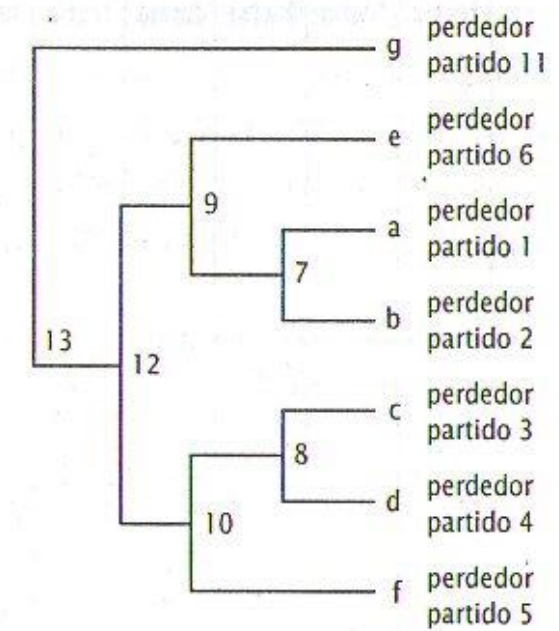 g perdedor
partido 11
e perdedor
partido 6
9
a perdedor
partido 1
7
b perdedor
partido 2
13
12
c perdedor
partido 3
8
d perdedor
partido 4
10
f perdedor
partido 5